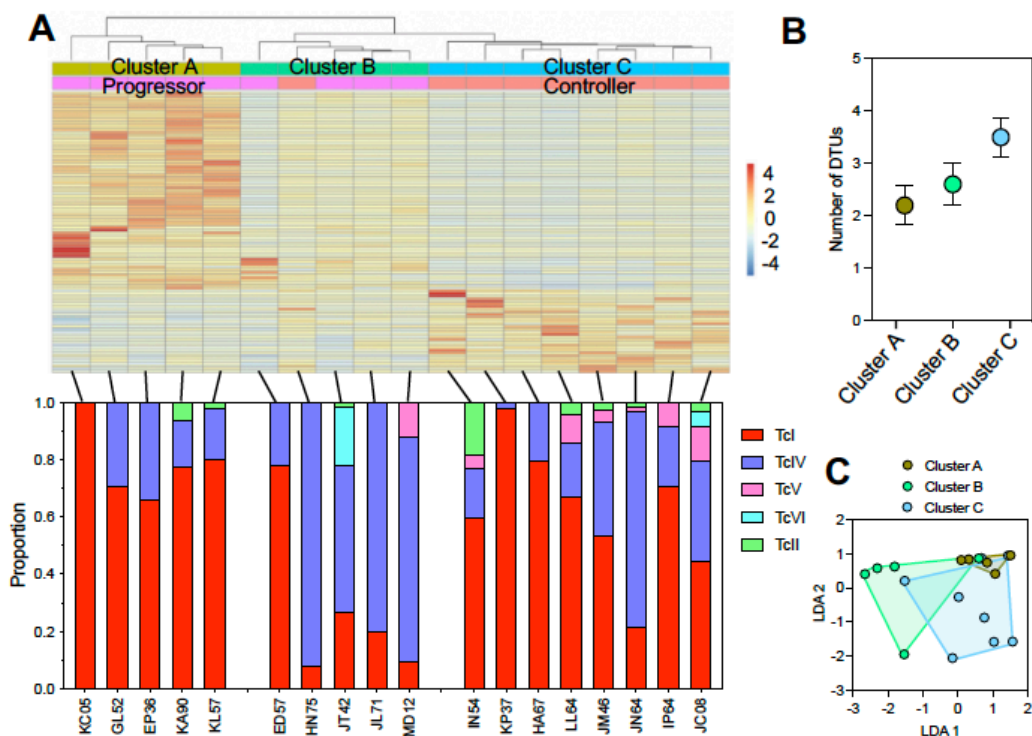 A
Cluster A Cluster B Cluster C
Progressor Controller
4
2
0
-2
-4
1.0
0.8
0.6
0.4
0.2
0.0
Proportion
KC05 GL52 EP36 KA90 KL57 ED57 HN75 JT42 JL71 MD12 IN54 KP37 HA67 LL64 JM46 JN64 IP64 JC08
TcI
TcIV
TcV
TcVI
TcII
B
5
4
3
2
1
0
Number of DTUs
Cluster A Cluster B Cluster C
C
Cluster A
Cluster B
Cluster C
2
1
0
-1
-2
-3
LDA 2
-3 -2 -1 0 1 2
LDA 1